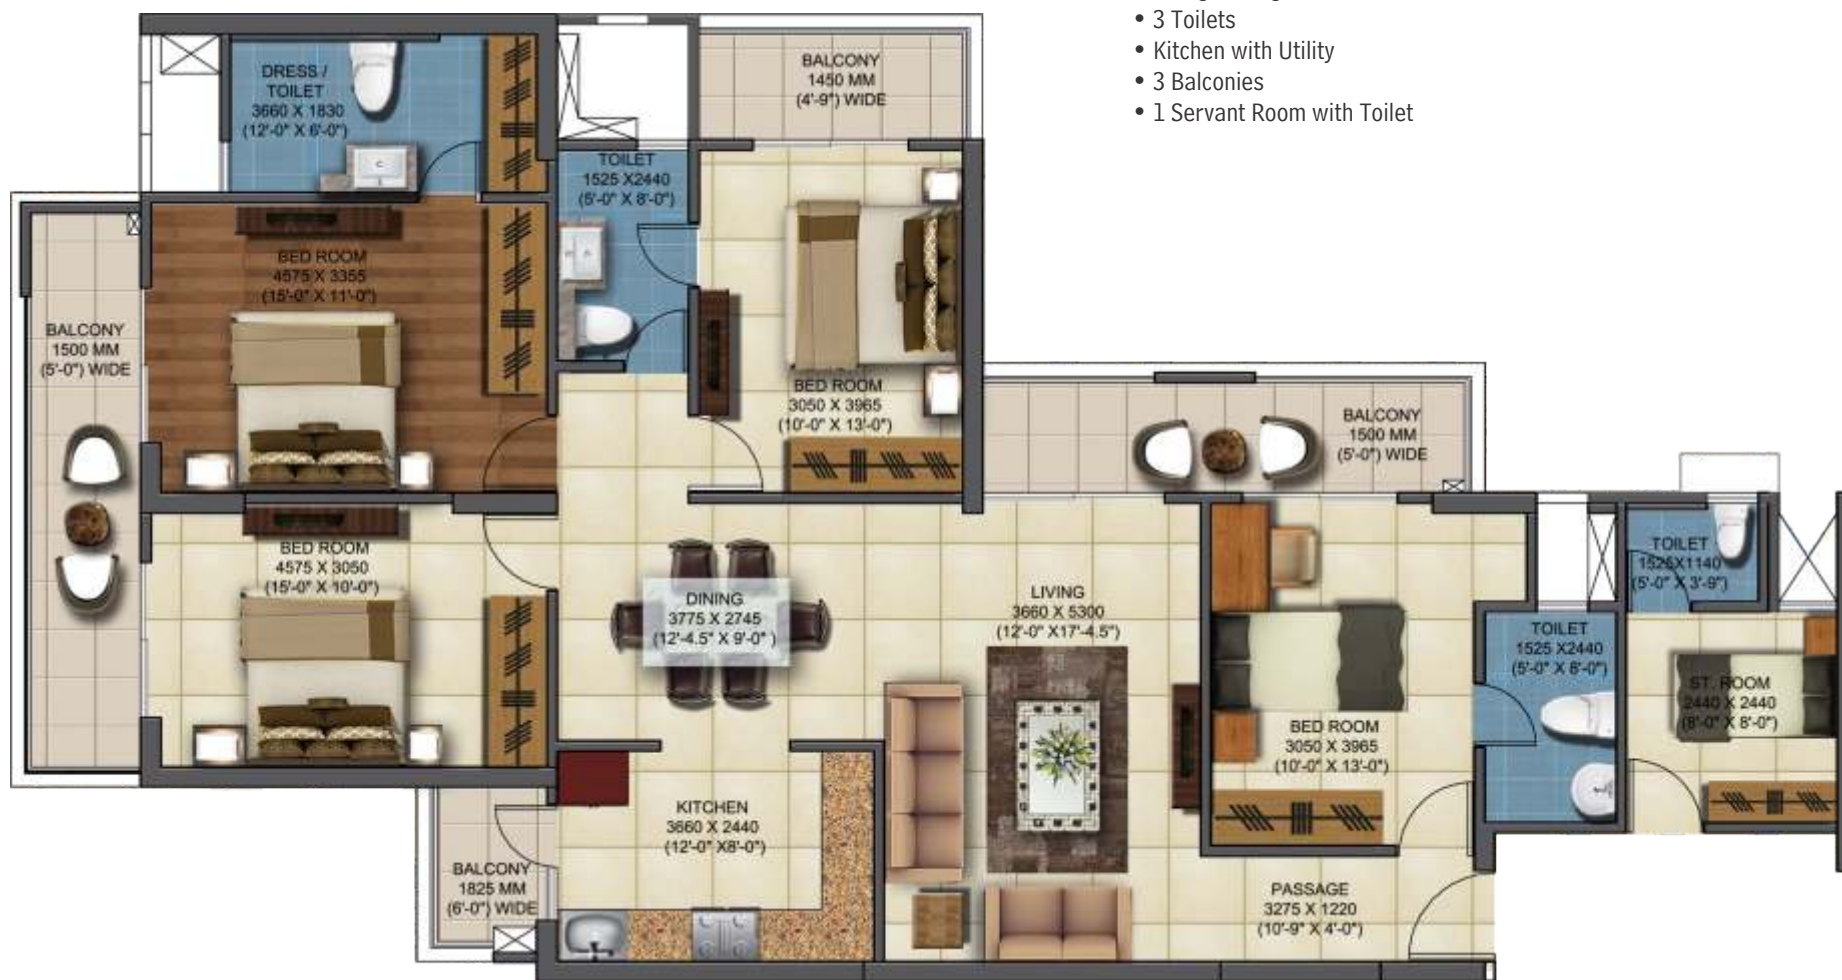 • 3 Toilets
• Kitchen with Utility
• 3 Balconies
• 1 Servant Room with Toilet
DRESS /
TOILET
3660 X 1830
(12'-0" X 6'-0")
BALCONY
1450 MM
(4'-9") WIDE
TOILET
1525 X2440
(5'-0" X 8'-0")
BED ROOM
4575 X 3355
(15'-0" X 11'-0")
BALCONY
1500 MM
(5'-0") WIDE
BED ROOM
3050 X 3965
(10'-0" X 13'-0")
BALCONY
1500 MM
(5'-0") WIDE
BED ROOM
4575 X 3050
(15'-0" X 10'-0")
DINING
3775 X 2745
(12'-4.5" X 9'-0" )
LIVING
3660 X 5300
(12'-0" X17'-4.5")
TOILET
1525X1140
(5'-0" X 3'-9")
TOILET
1525 X2440
(5'-0" X 8'-0")
ST. ROOM
2440 X 2440
(8'-0" X 8'-0")
BED ROOM
3050 X 3965
(10'-0" X 13'-0")
KITCHEN
3660 X 2440
(12'-0" X8'-0")
BALCONY
1825 MM
(6'-0") WIDE
PASSAGE
3275 X 1220
(10'-9" X 4'-0")